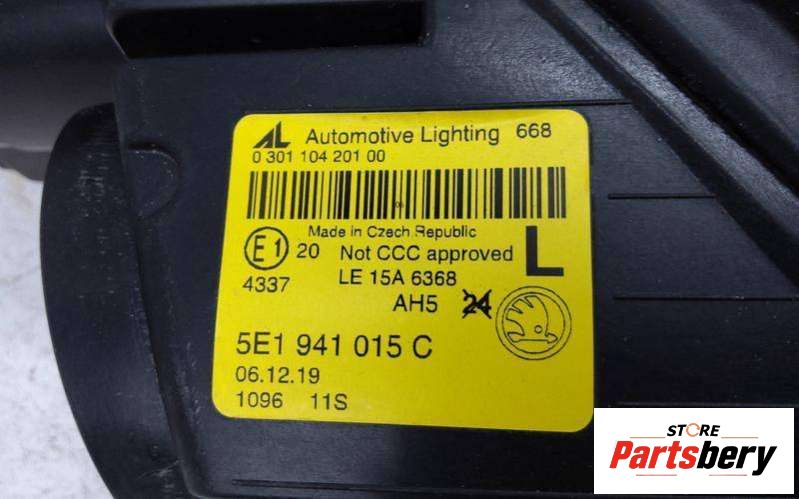 AL Automotive Lighting 668
0 301 104 201 00
Made in Czech Republic
E1 20 Not CCC approved L
4337 LE 15A 6368
AH5 24
5E1 941 015 C
06.12.19
1096 11S
STORE
Partsbery